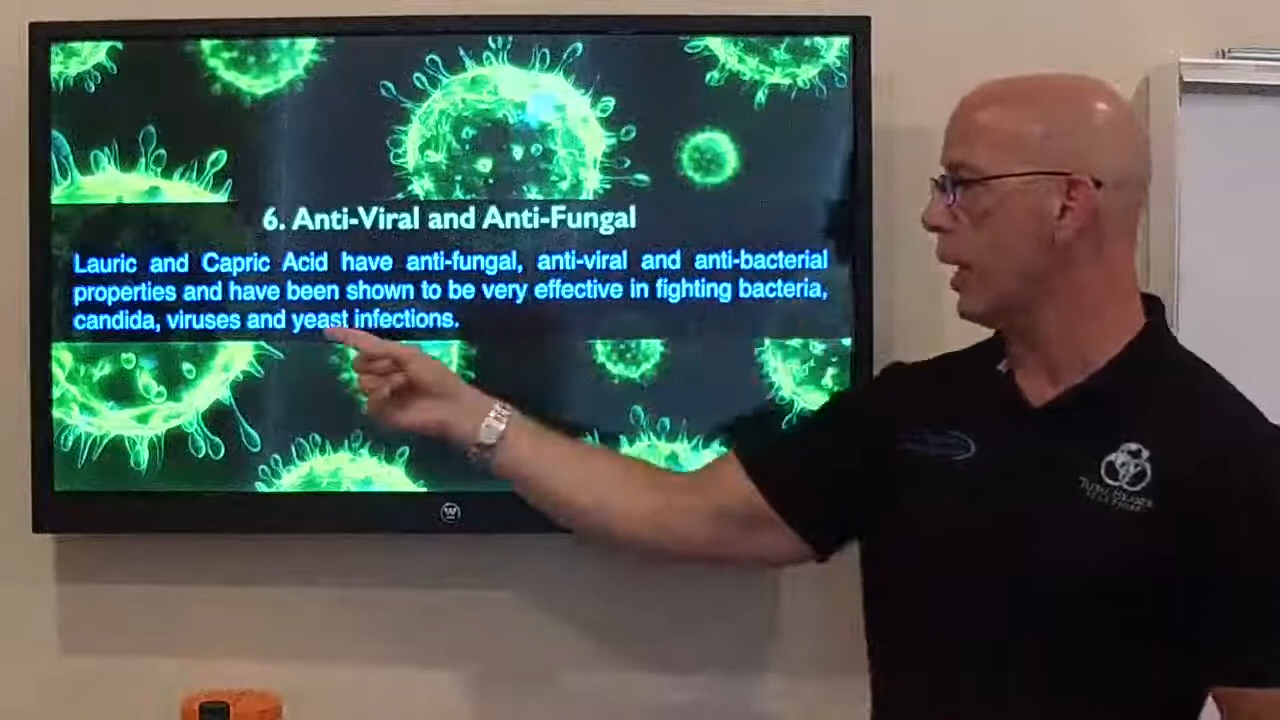 6. Anti-Viral and Anti-Fungal
Lauric and Capric Acid have anti-fungal, anti-viral and anti-bacterial
properties and have been shown to be very effective in fighting bacteria,
candida, viruses and yeast infections.
W